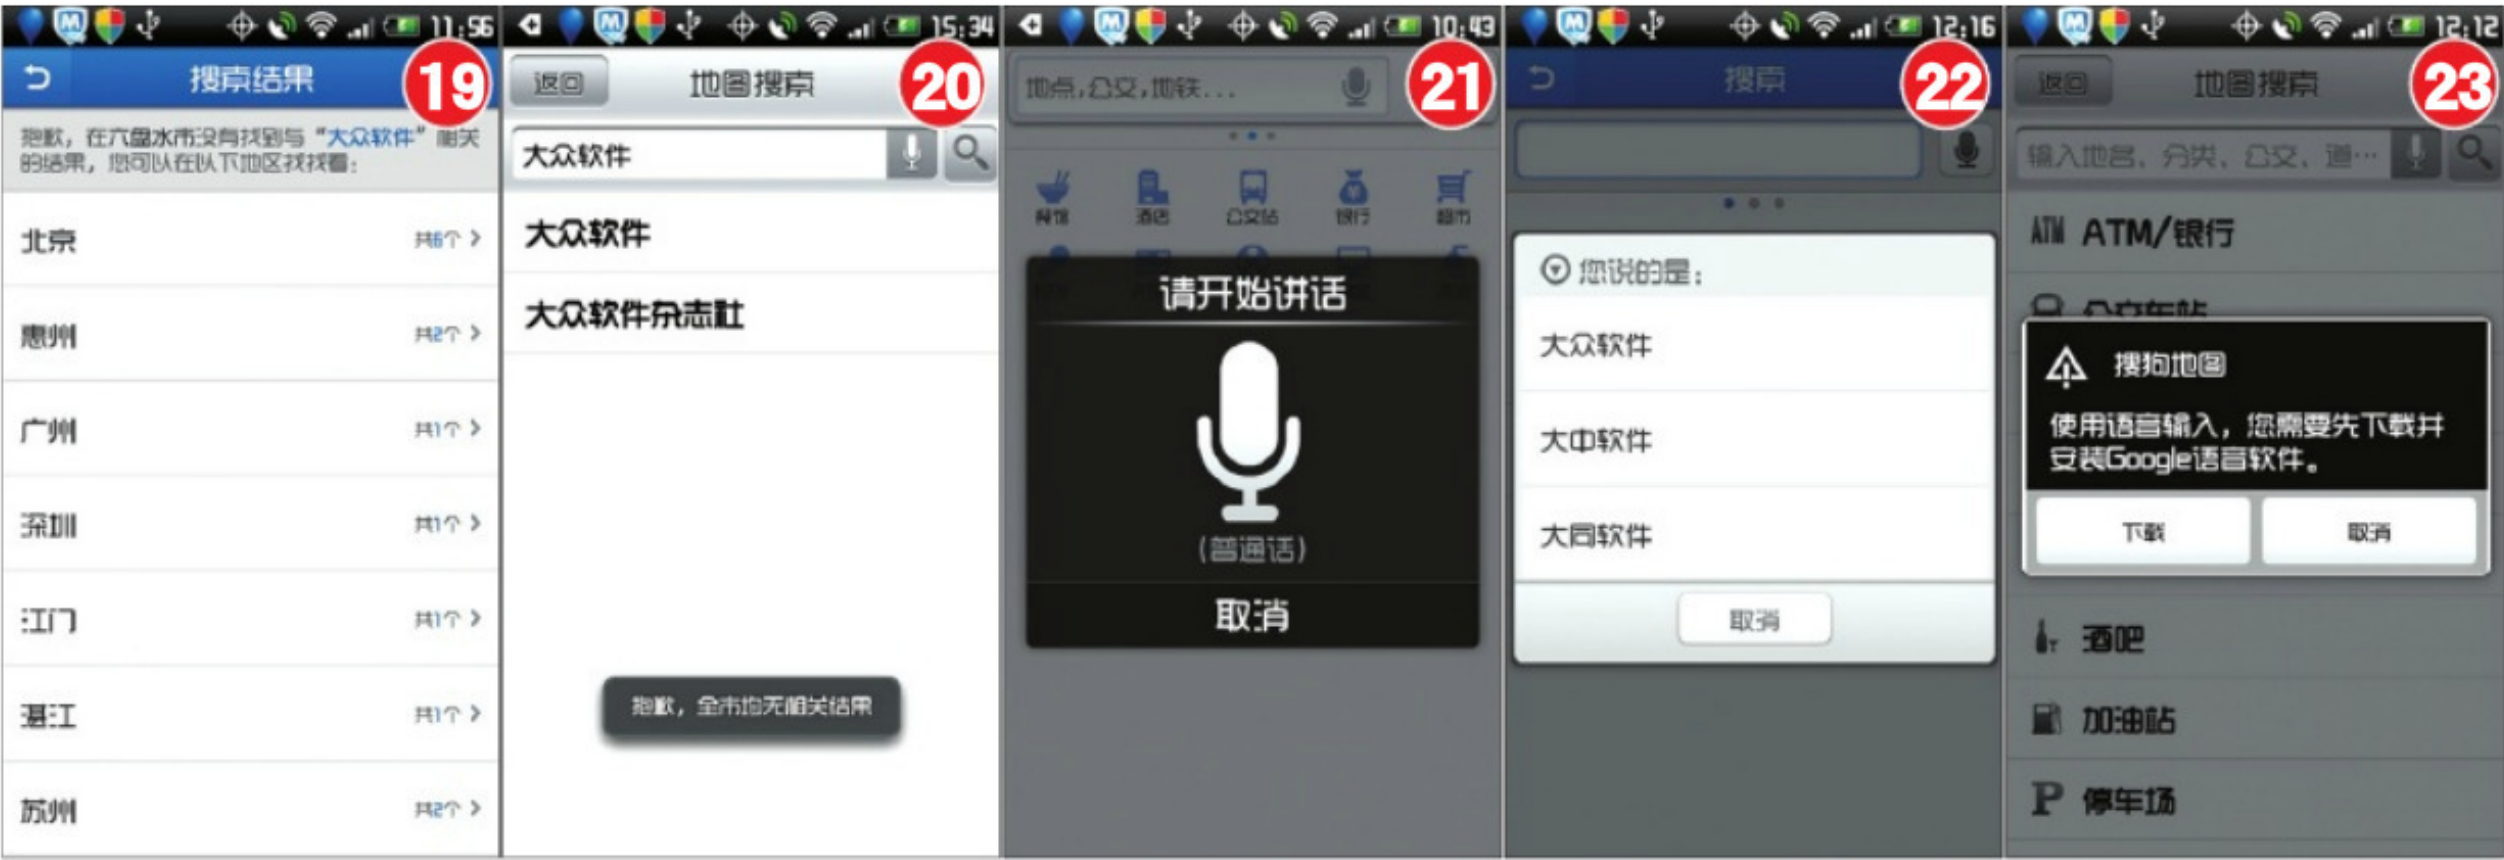 11:56
搜索结果
19
抱歉，在六盘水市没有找到与“大众软件”相关
的结果，您可以在以下地区找找看：
北京
共6个
惠州
共2个
广州
共1个
深圳
共1个
江门
共1个
湛江
共1个
苏州
共2个
15:34
返回
地图搜索
20
大众软件
大众软件
大众软件杂志社
抱歉，全市均无相关结果
10:43
地点,公交,地铁...
21
餐馆
酒店
公交站
银行
超市
请开始讲话
(普通话)
取消
12:16
搜索
22
您说的是：
大众软件
大中软件
大同软件
取消
12:12
返回
地图搜索
23
输入地名、分类、公交、道…
ATM ATM/银行
公交车站
搜狗地图
使用语音输入，您需要先下载并
安装Google语音软件。
下载
取消
酒吧
加油站
P 停车场